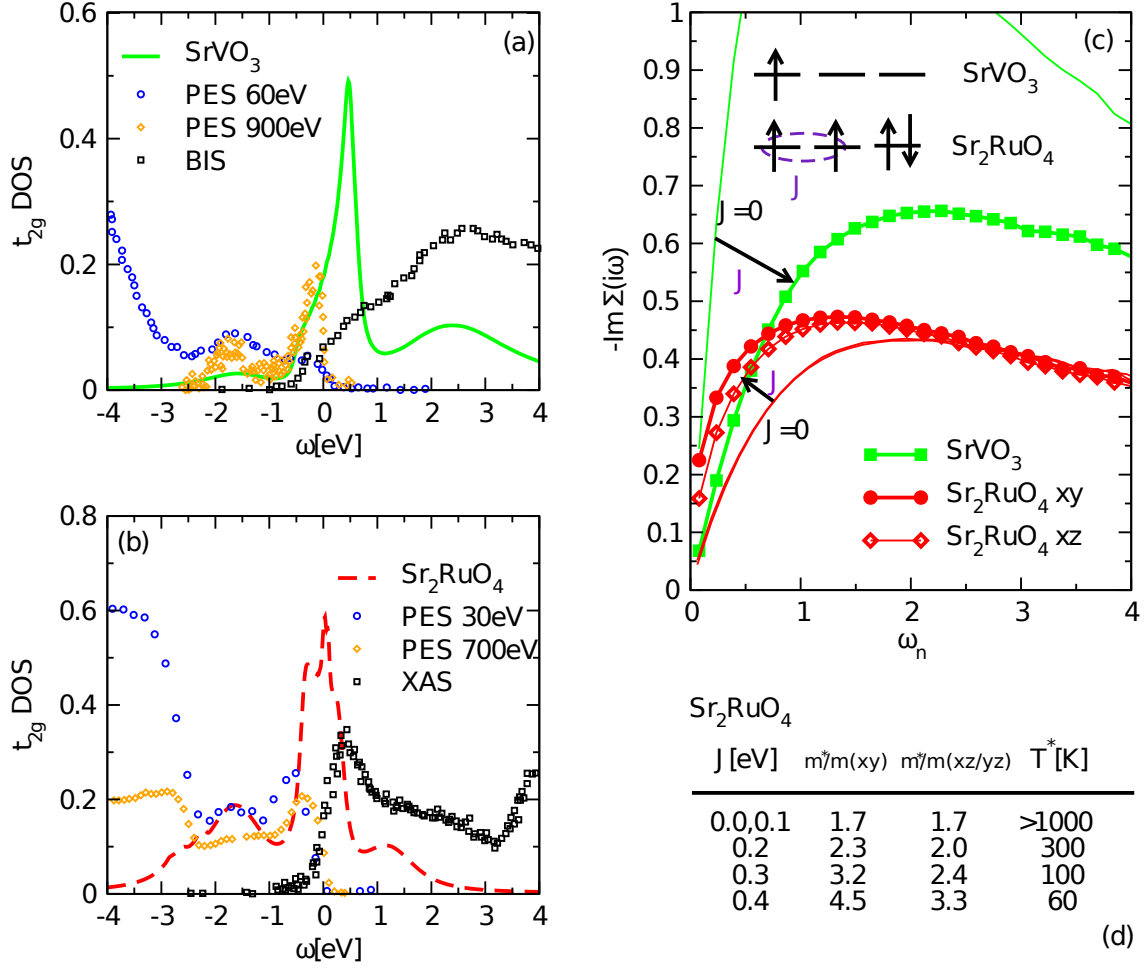 (a)
SrVO3
PES 60eV
PES 900eV
BIS
t2g DOS
0.6
0.4
0.2
0
-4 -3 -2 -1 0 1 2 3 4
ω[eV]
(b)
Sr2RuO4
PES 30eV
PES 700eV
XAS
t2g DOS
0.8
0.6
0.4
0.2
0
-4 -3 -2 -1 0 1 2 3 4
ω[eV]
(c)
SrVO3
Sr2RuO4
J
J=0
J
J
J=0
-Im Σ(iω)
1
0.9
0.8
0.7
0.6
0.5
0.4
0.3
0.2
0.1
0
SrVO3
Sr2RuO4 xy
Sr2RuO4 xz
0 1 2 3 4
ωn
Sr2RuO4
J [eV] m*/m(xy) m*/m(xz/yz) T*[K]
0.0,0.1 1.7 1.7 >1000
0.2 2.3 2.0 300
0.3 3.2 2.4 100
0.4 4.5 3.3 60
(d)